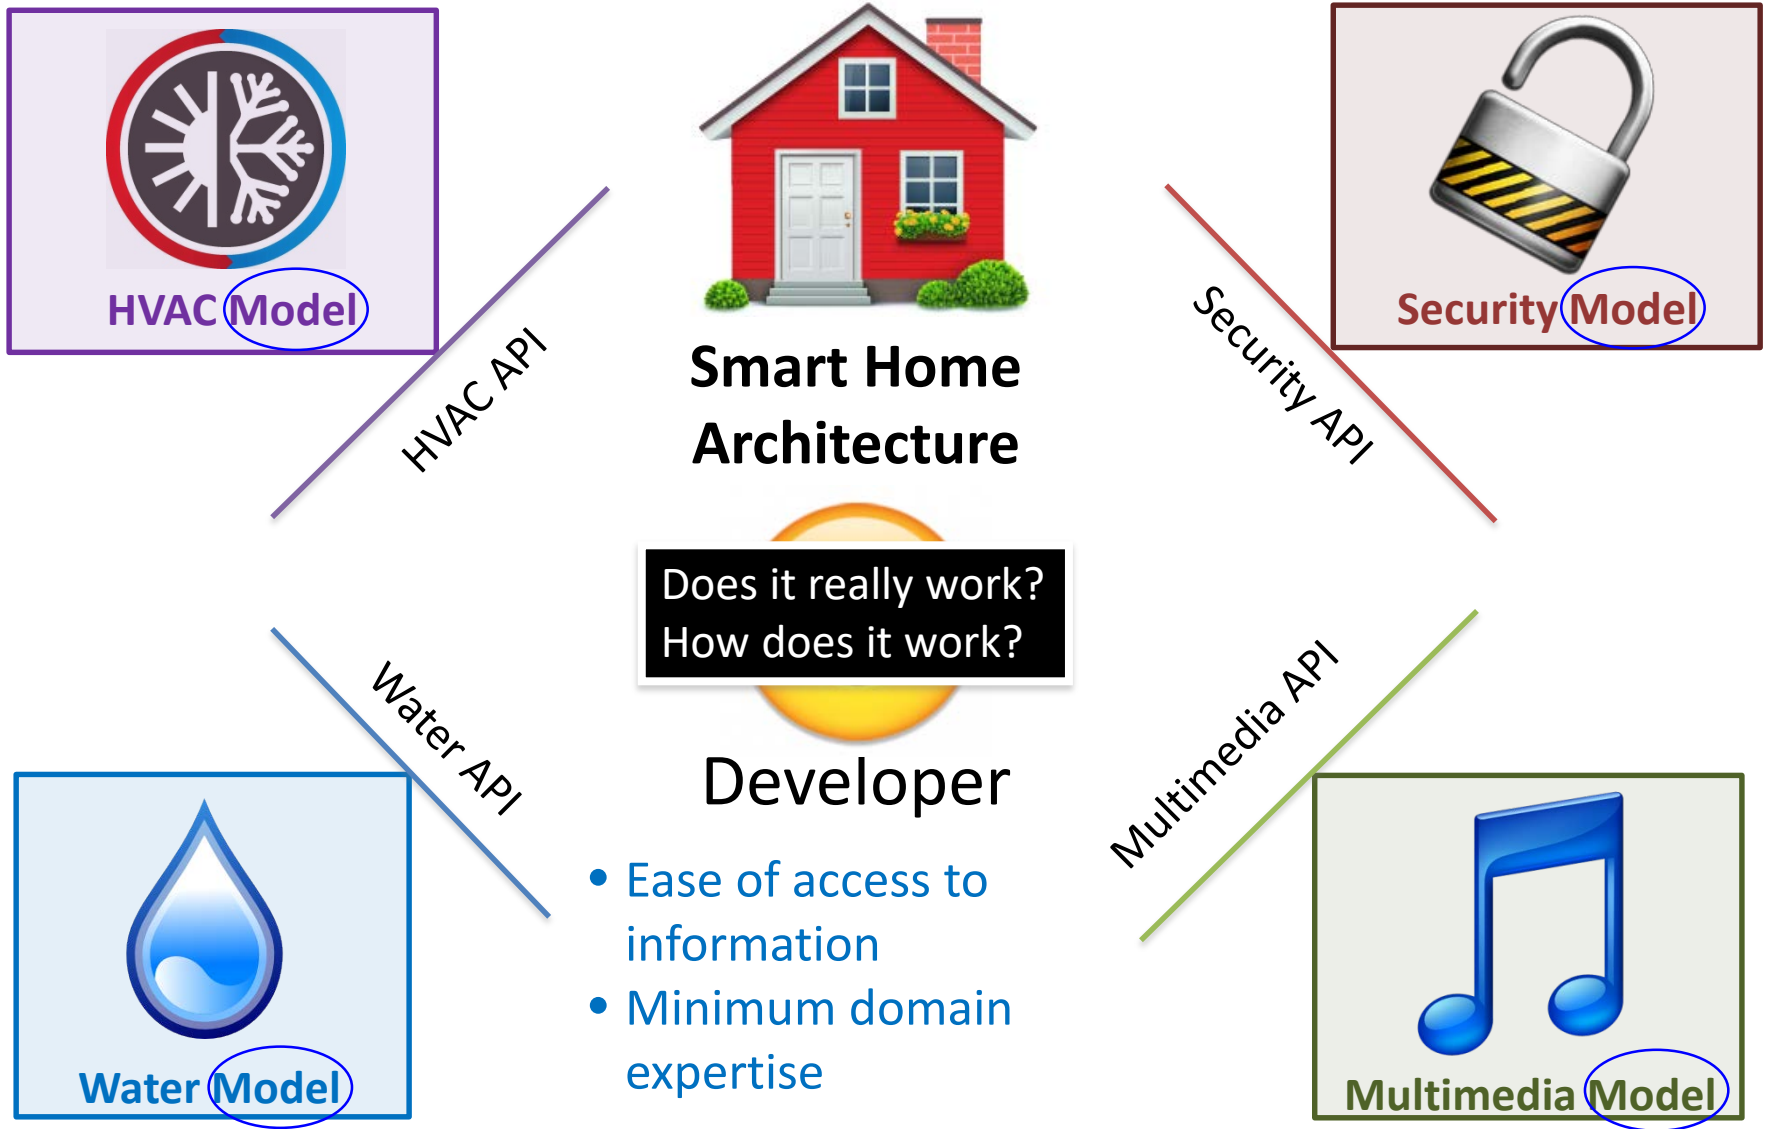 HVAC Model
Security Model
HVAC API
Smart Home
Architecture
Security API
Does it really work?
How does it work?
Water API
Developer
Multimedia API
• Ease of access to
information
• Minimum domain
expertise
Water Model
Multimedia Model